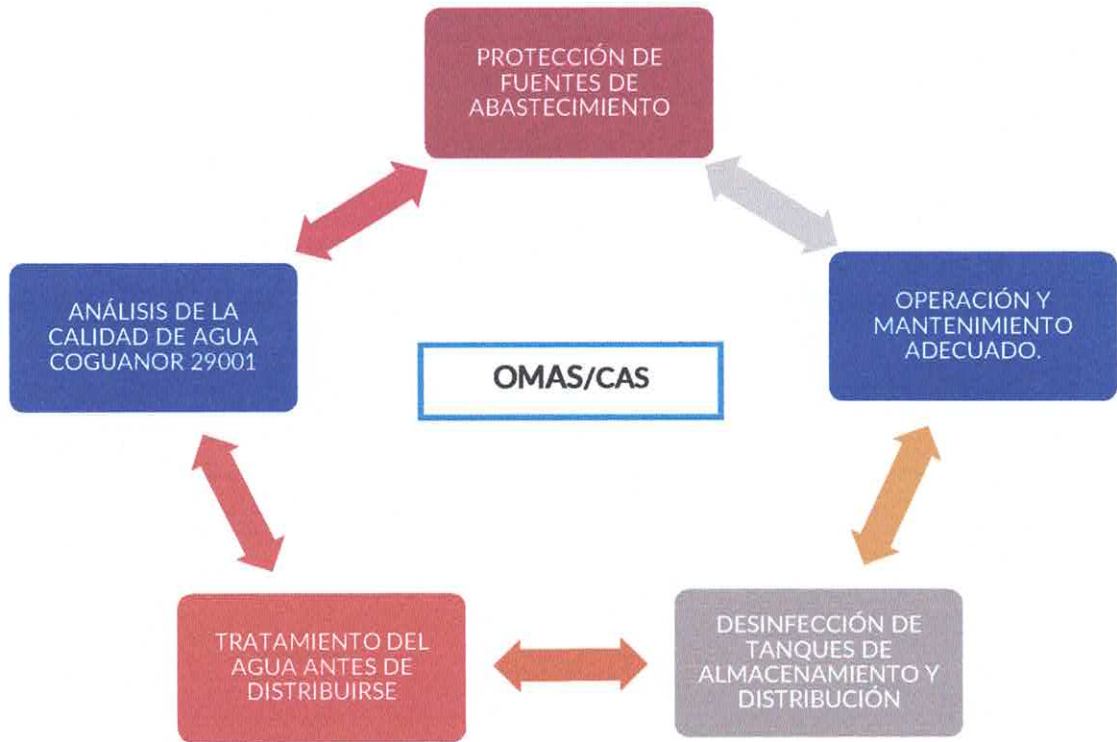 PROTECCIÓN DE
FUENTES DE
ABASTECIMIENTO
ANÁLISIS DE LA
CALIDAD DE AGUA
COGUANOR 29001
OPERACIÓN Y
MANTENIMIENTO
ADECUADO.
OMAS/CAS
TRATAMIENTO DEL
AGUA ANTES DE
DISTRIBUIRSE
DESINFECCIÓN DE
TANQUES DE
ALMACENAMIENTO Y
DISTRIBUCIÓN